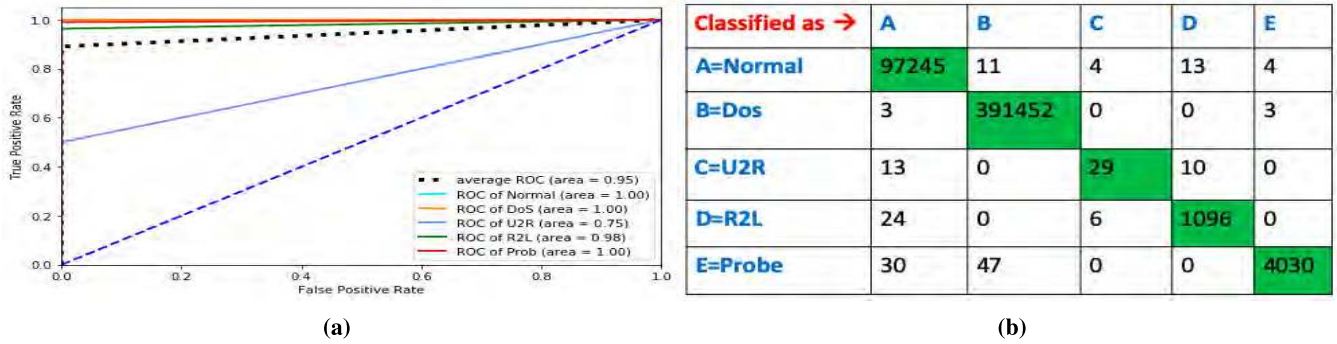 True Positive Rate
1.0
0.8
0.6
0.4
0.2
0.0
0.0 0.2 0.4 0.6 0.8 1.0
False Positive Rate
average ROC (area = 0.95)
ROC of Normal (area = 1.00)
ROC of DoS (area = 1.00)
ROC of U2R (area = 0.75)
ROC of R2L (area = 0.98)
ROC of Prob (area = 1.00)
(a)
Classified as → A B C D E
A=Normal 97245 11 4 13 4
B=Dos 3 391452 0 0 3
C=U2R 13 0 29 10 0
D=R2L 24 0 6 1096 0
E=Probe 30 47 0 0 4030
(b)